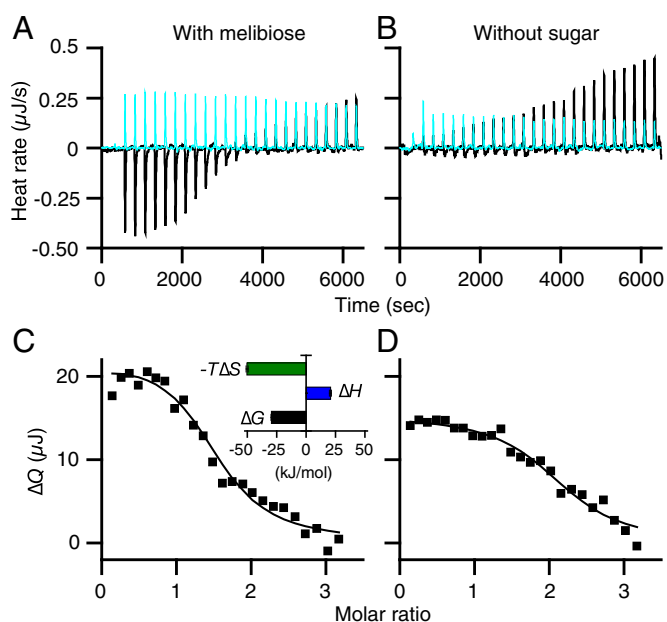 A With melibiose
B Without sugar
Heat rate (µJ/s)
0.5
0.25
0
-0.25
-0.50
0 2000 4000 6000
0 2000 4000 6000
Time (sec)
C
D
ΔQ (µJ)
20
10
0
-TΔS
ΔH
ΔG
-50 -25 0 25 50
(kJ/mol)
0 1 2 3
0 1 2 3
Molar ratio